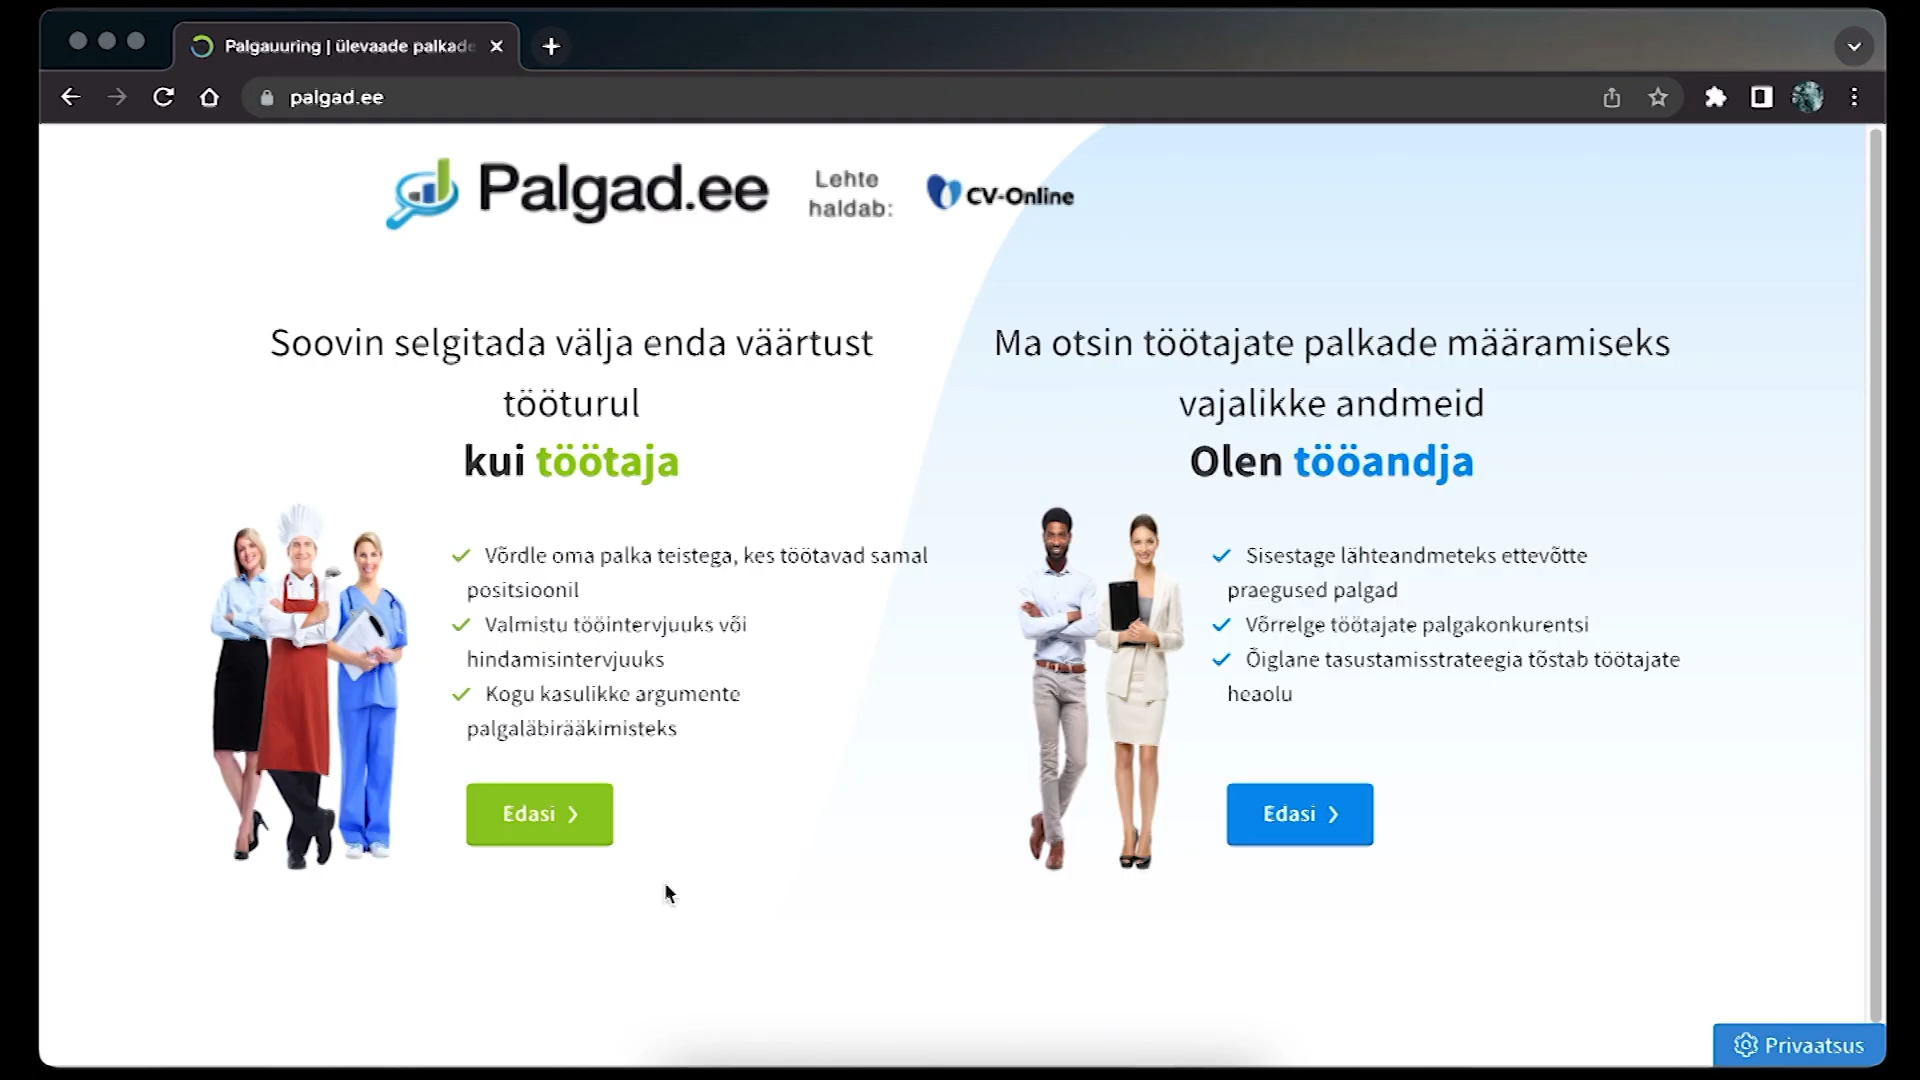 Palgauuring | ülevaade palkade
palgad.ee
Palgad.ee
Lehte
haldab:
CV-Online
Soovin selgitada välja enda väärtust
tööturul
kui töötaja
Võrdle oma palka teistega, kes töötavad samal
positsioonil
Valmistu tööintervjuuks või
hindamisintervjuuks
Kogu kasulikke argumente
palgaläbirääkimisteks
Edasi
Ma otsin töötajate palkade määramiseks
vajalikke andmeid
Olen tööandja
Sisestage lähteandmeteks ettevõtte
praegused palgad
Võrrelge töötajate palgakonkurentsi
Õiglane tasustamisstrateegia tõstab töötajate
heaolu
Edasi
Privaatsus